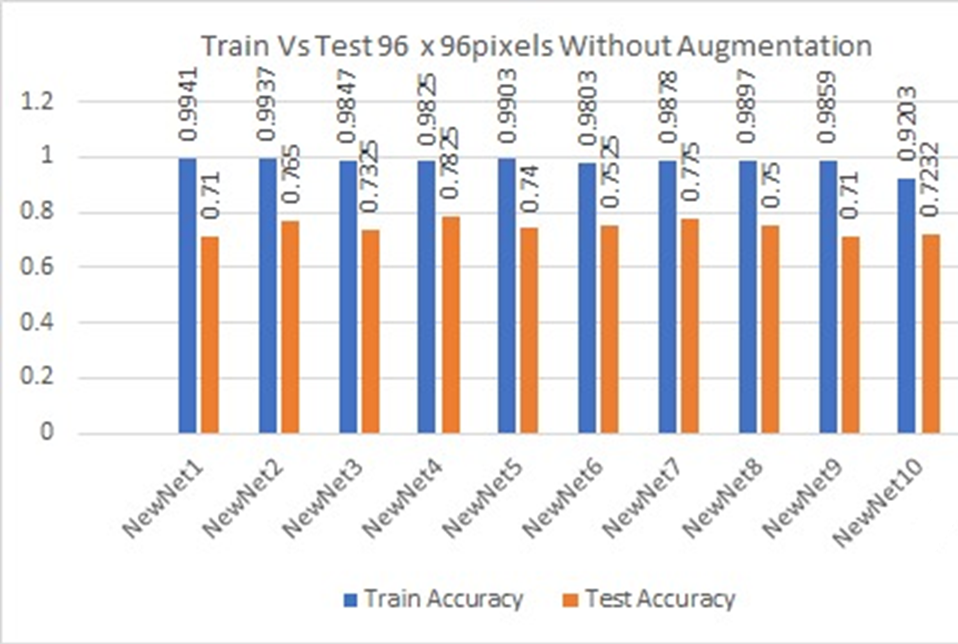 Train Vs Test 96 x 96pixels Without Augmentation
1.2
1
0.8
0.6
0.4
0.2
0
0.9941
0.71
0.9937
0.765
0.9847
0.7325
0.9825
0.7825
0.9903
0.74
0.9803
0.7525
0.9878
0.775
0.9897
0.75
0.9859
0.71
0.9203
0.7232
NewNet1
NewNet2
NewNet3
NewNet4
NewNet5
NewNet6
NewNet7
NewNet8
NewNet9
NewNet10
Train Accuracy
Test Accuracy